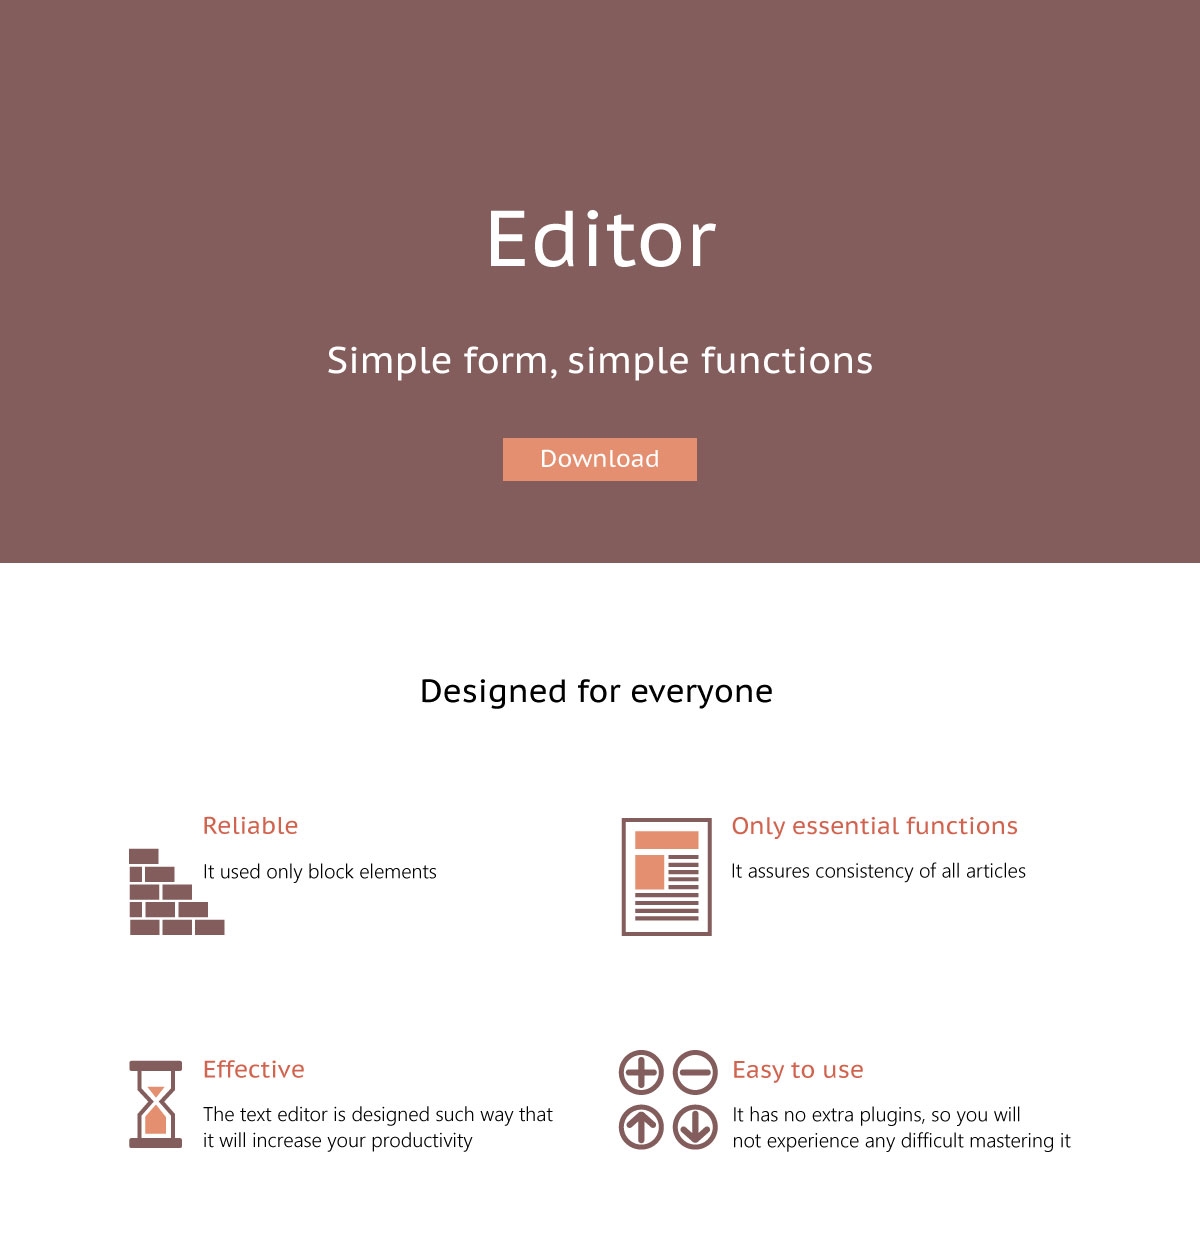 Editor
Simple form, simple functions
Download
Designed for everyone
Reliable
It used only block elements
Only essential functions
It assures consistency of all articles
Effective
The text editor is designed such way that
it will increase your productivity
Easy to use
It has no extra plugins, so you will
not experience any difficult mastering it